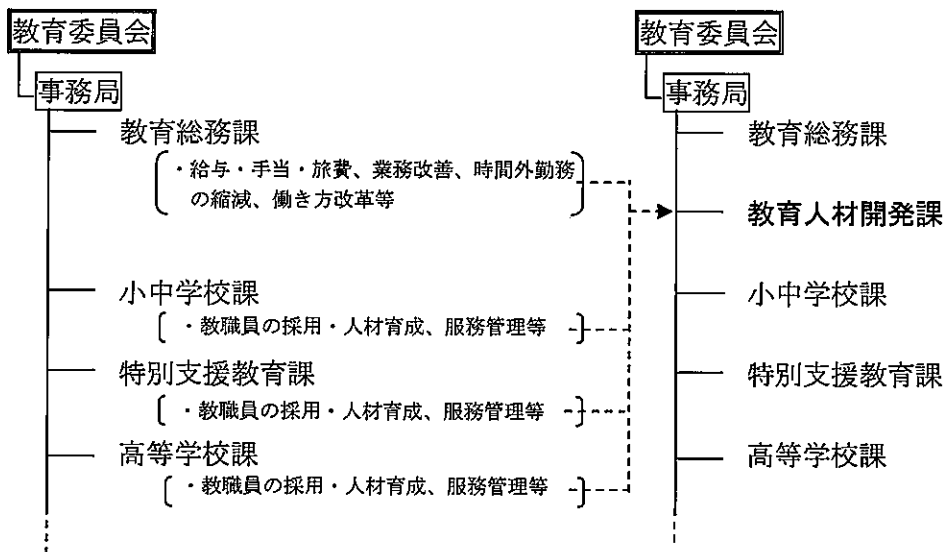 教育委員会
事務局
教育総務課
・給与・手当・旅費、業務改善、時間外勤務
の縮減、働き方改革等
小中学校課
・教職員の採用・人材育成、服務管理等
特別支援教育課
・教職員の採用・人材育成、服務管理等
高等学校課
・教職員の採用・人材育成、服務管理等
教育委員会
事務局
教育総務課
教育人材開発課
小中学校課
特別支援教育課
高等学校課